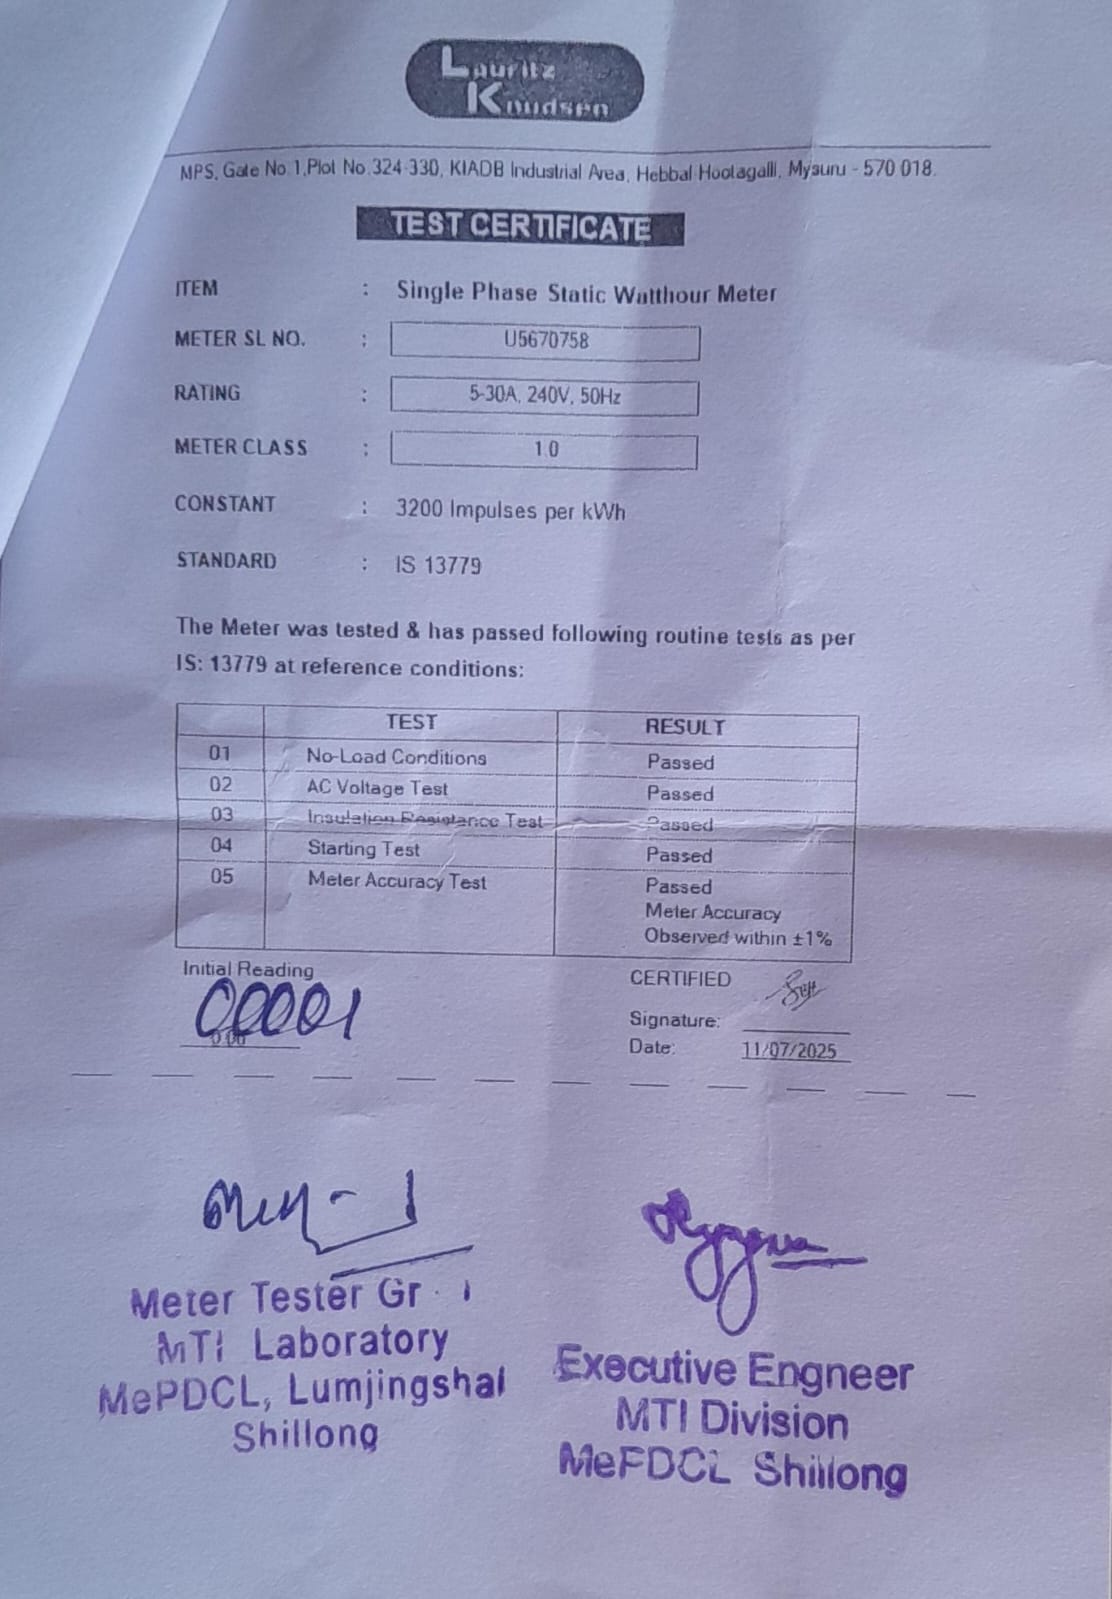 Lauritz
Knudsen
MPS, Gate No 1,Plot No.324-330, KIADB Industrial Area, Hebbal Hootagalli, Mysuru - 570 018.
TEST CERTIFICATE
ITEM : Single Phase Static Watthour Meter
METER SL NO. : U5670758
RATING : 5-30A, 240V, 50Hz
METER CLASS : 1.0
CONSTANT : 3200 Impulses per kWh
STANDARD : IS 13779
The Meter was tested & has passed following routine tests as per
IS: 13779 at reference conditions:
TEST RESULT
01 No-Load Conditions Passed
02 AC Voltage Test Passed
03 Insulation Resistance Test Passed
04 Starting Test Passed
05 Meter Accuracy Test Passed
Meter Accuracy
Observed within ±1%
Initial Reading
00001
0.00
CERTIFIED
Signature:
Date: 11/07/2025
Meter Tester Gr - I
MTI Laboratory
MePDCL, Lumjingshai
Shillong
Executive Engneer
MTI Division
MePDCL Shillong